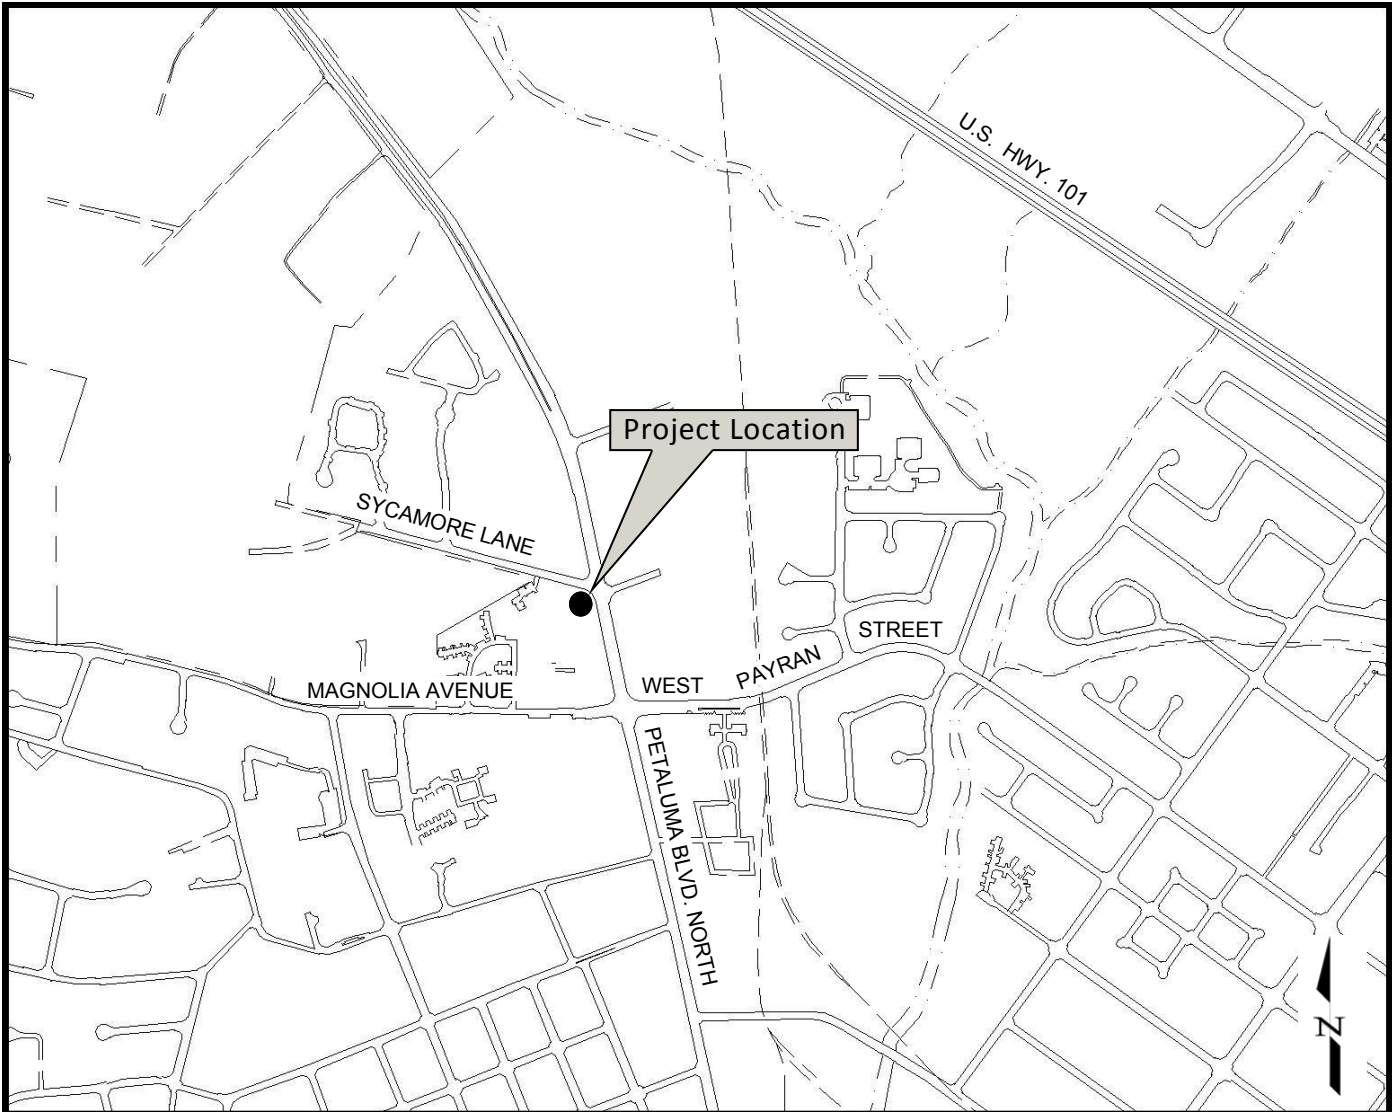 U.S. HWY. 101
Project Location
SYCAMORE LANE
STREET
PAYRAN
WEST
MAGNOLIA AVENUE
PETALUMA BLVD. NORTH
N